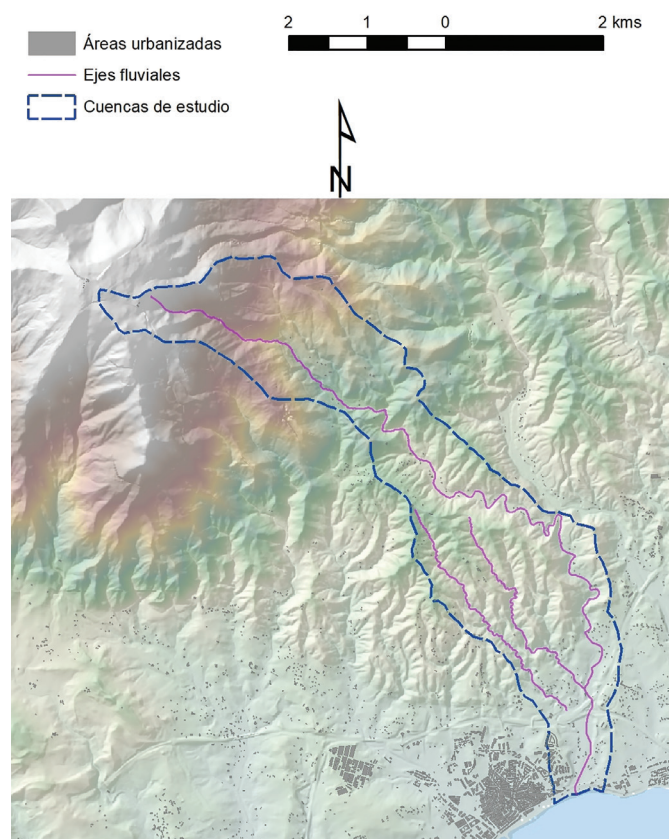 2 1 0 2 kms
Áreas urbanizadas
Ejes fluviales
Cuencas de estudio
N